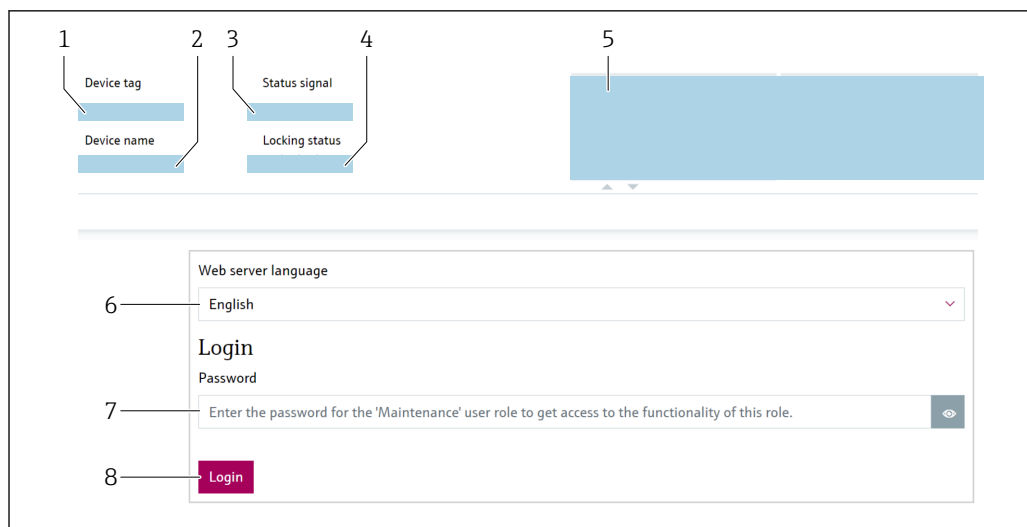 1 2 3 4 5
Device tag Status signal
Device name Locking status
Web server language
6 English
Login
Password
7 Enter the password for the 'Maintenance' user role to get access to the functionality of this role.
8 Login